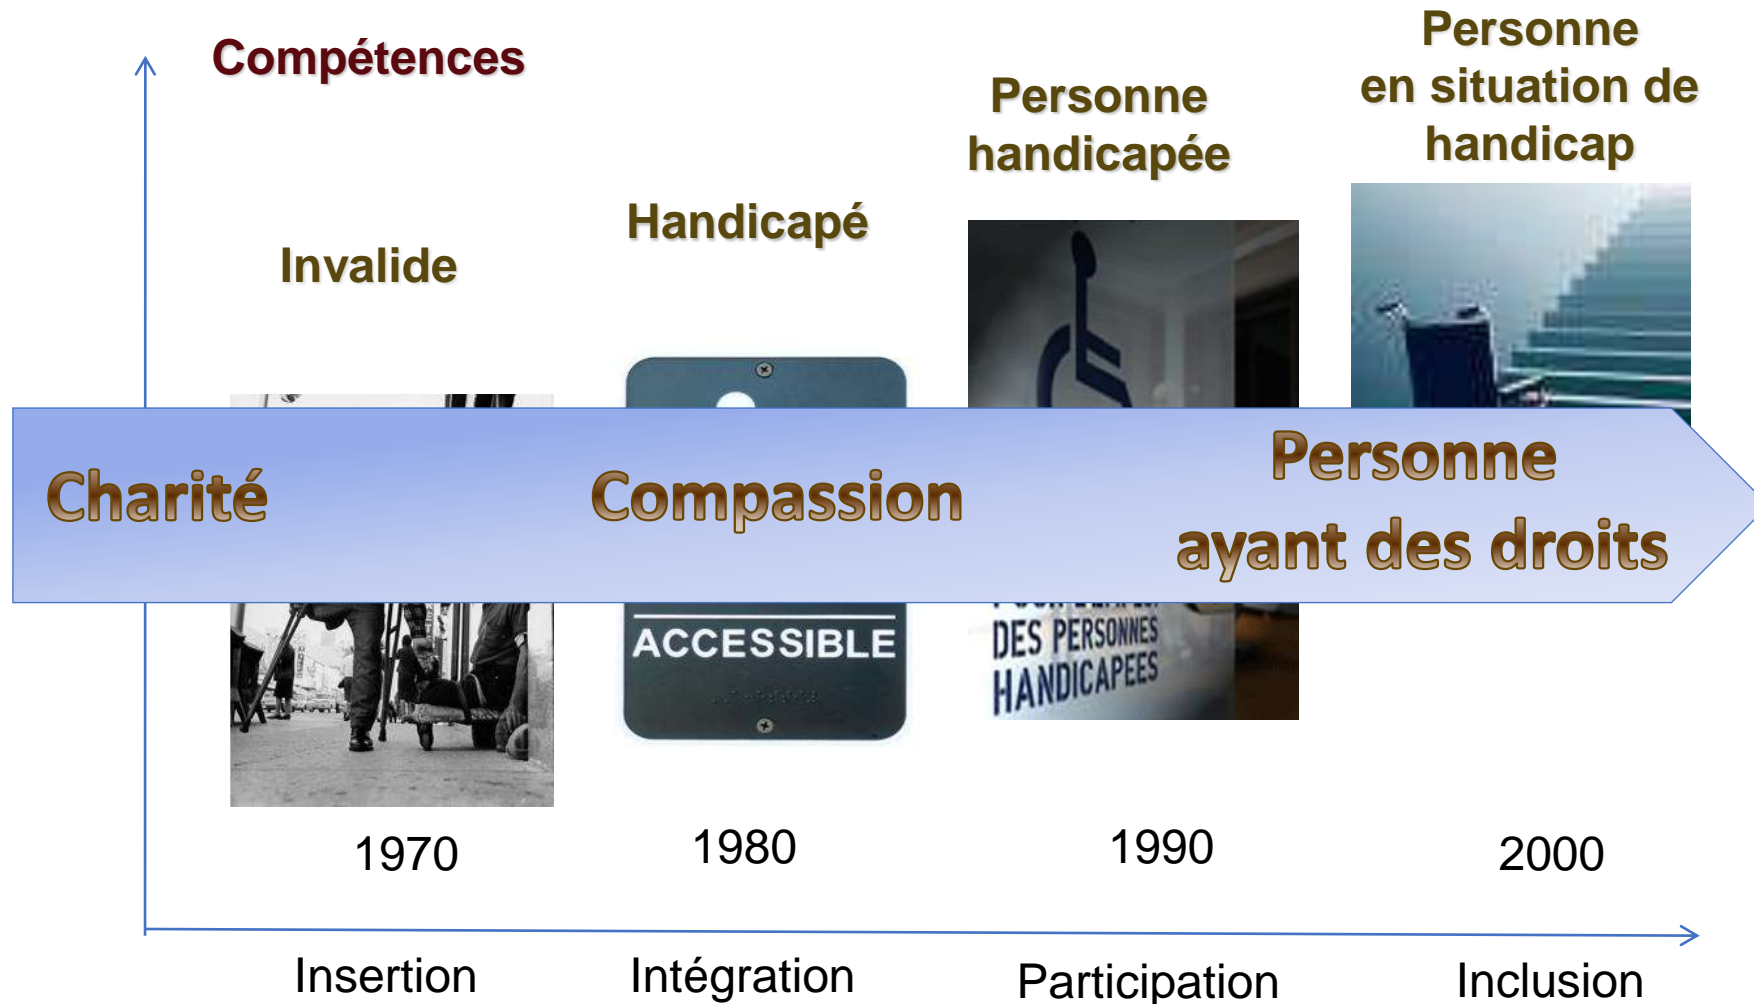 Compétences
Personne
en situation de
handicap
Personne
handicapée
Handicapé
Invalide
Charité
Compassion
Personne
ayant des droits
ACCESSIBLE
DES PERSONNES
HANDICAPEES
1970
1980
1990
2000
Insertion
Intégration
Participation
Inclusion